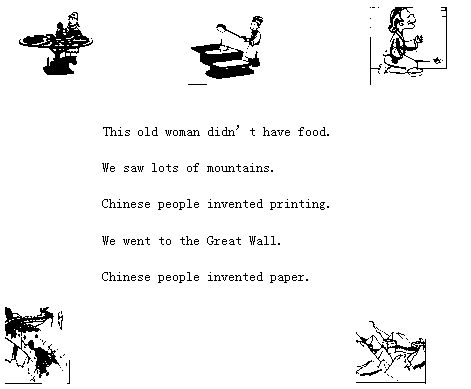 This old woman didn't have food.
We saw lots of mountains.
Chinese people invented printing.
We went to the Great Wall.
Chinese people invented paper.